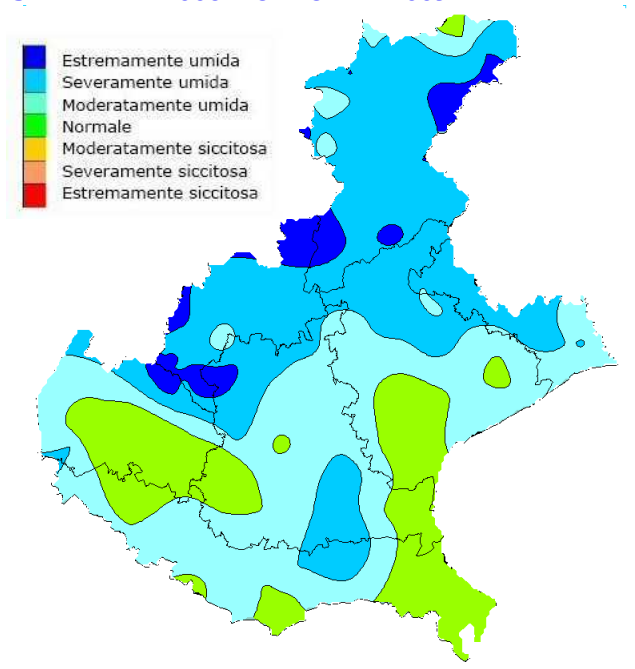 Estremamente umida
Severamente umida
Moderatamente umida
Normale
Moderatamente siccitosa
Severamente siccitosa
Estremamente siccitosa